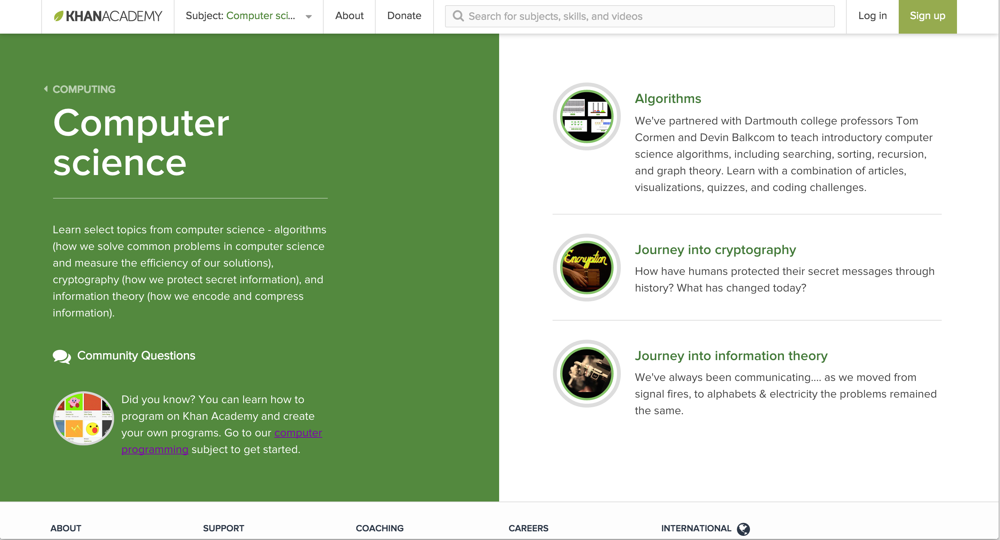 KHANACADEMY
Subject: Computer sci...
About
Donate
Search for subjects, skills, and videos
Log in
Sign up
COMPUTING
Computer
science
Learn select topics from computer science - algorithms
(how we solve common problems in computer science
and measure the efficiency of our solutions),
cryptography (how we protect secret information), and
information theory (how we encode and compress
information).
Community Questions
Did you know? You can learn how to
program on Khan Academy and create
your own programs. Go to our computer
programming subject to get started.
Algorithms
We've partnered with Dartmouth college professors Tom
Cormen and Devin Balkcom to teach introductory computer
science algorithms, including searching, sorting, recursion,
and graph theory. Learn with a combination of articles,
visualizations, quizzes, and coding challenges.
Encryption
Journey into cryptography
How have humans protected their secret messages through
history? What has changed today?
Journey into information theory
We've always been communicating.... as we moved from
signal fires, to alphabets & electricity the problems remained
the same.
ABOUT
SUPPORT
COACHING
CAREERS
INTERNATIONAL